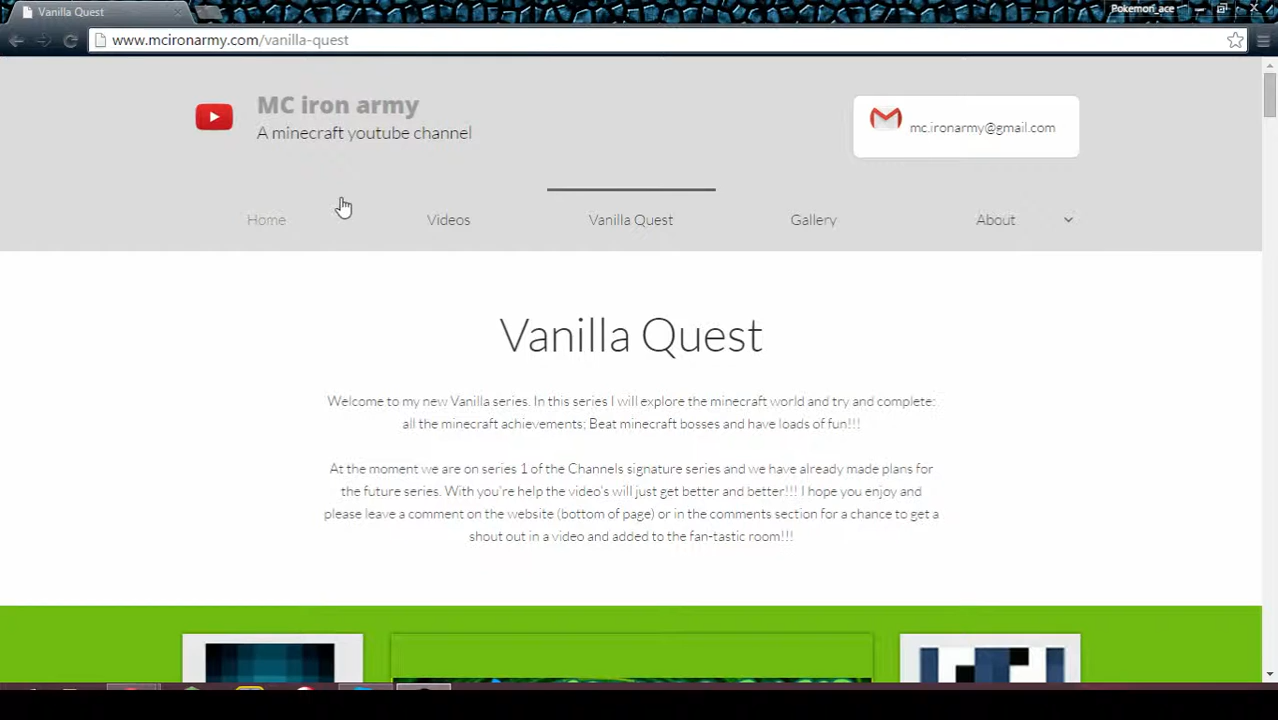 Vanilla Quest
Pokemon_ace
www.mcironarmy.com/vanilla-quest
MC iron army
A minecraft youtube channel
mc.ironarmy@gmail.com
Home Videos Vanilla Quest Gallery About
Vanilla Quest
Welcome to my new Vanilla series. In this series I will explore the minecraft world and try and complete:
all the minecraft achievements; Beat minecraft bosses and have loads of fun!!!
At the moment we are on series 1 of the Channels signature series and we have already made plans for
the future series. With you're help the video's will just get better and better!!! I hope you enjoy and
please leave a comment on the website (bottom of page) or in the comments section for a chance to get a
shout out in a video and added to the fan-tastic room!!!